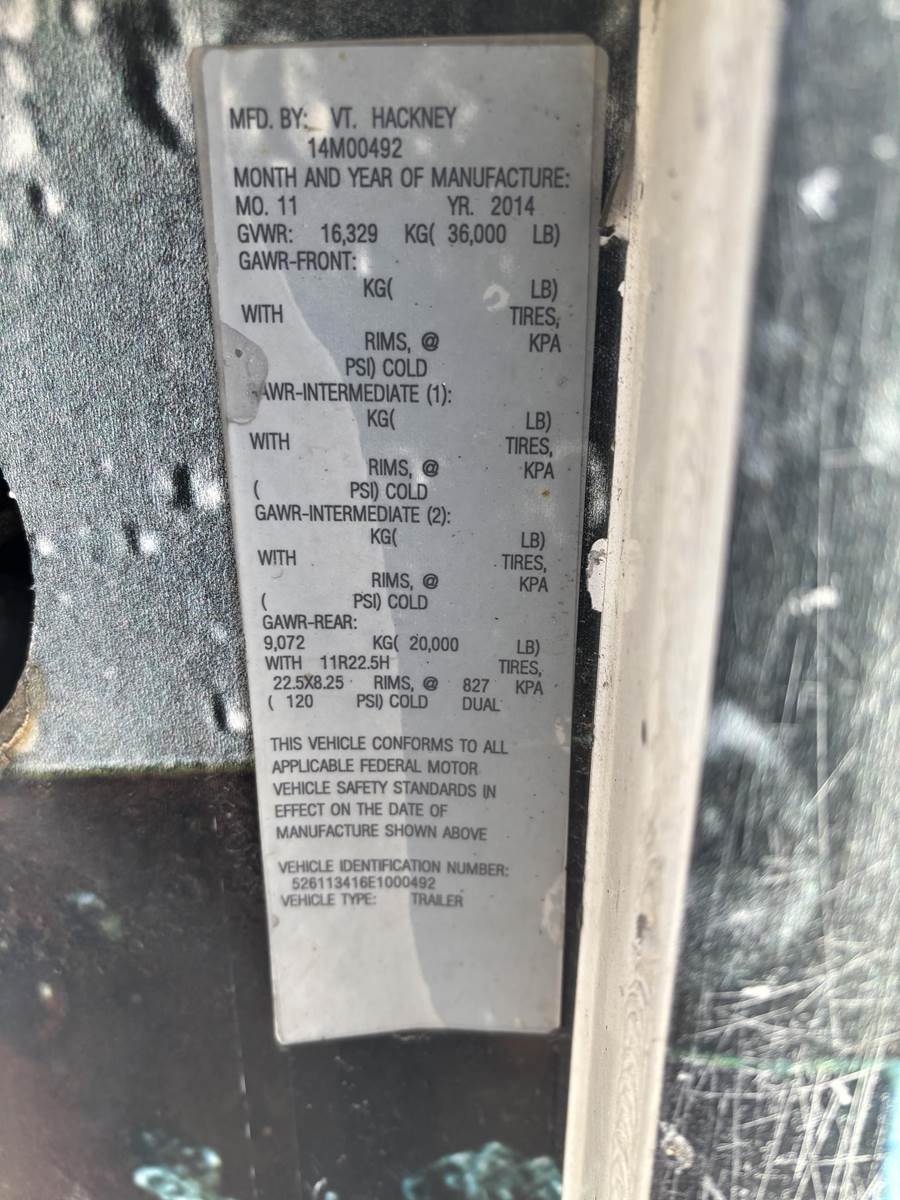 MFD. BY: VT. HACKNEY
14M00492
MONTH AND YEAR OF MANUFACTURE:
MO. 11 YR. 2014
GVWR: 16,329 KG( 36,000 LB)
GAWR-FRONT:
KG( LB)
WITH TIRES,
RIMS, @ KPA
PSI) COLD
AWR-INTERMEDIATE (1):
KG( LB)
WITH TIRES,
RIMS, @ KPA
( PSI) COLD
GAWR-INTERMEDIATE (2):
KG( LB)
WITH TIRES,
RIMS, @ KPA
( PSI) COLD
GAWR-REAR:
9,072 KG( 20,000 LB)
WITH 11R22.5H TIRES,
22.5X8.25 RIMS, @ 827 KPA
( 120 PSI) COLD DUAL
THIS VEHICLE CONFORMS TO ALL
APPLICABLE FEDERAL MOTOR
VEHICLE SAFETY STANDARDS IN
EFFECT ON THE DATE OF
MANUFACTURE SHOWN ABOVE
VEHICLE IDENTIFICATION NUMBER:
526113416E1000492
VEHICLE TYPE: TRAILER